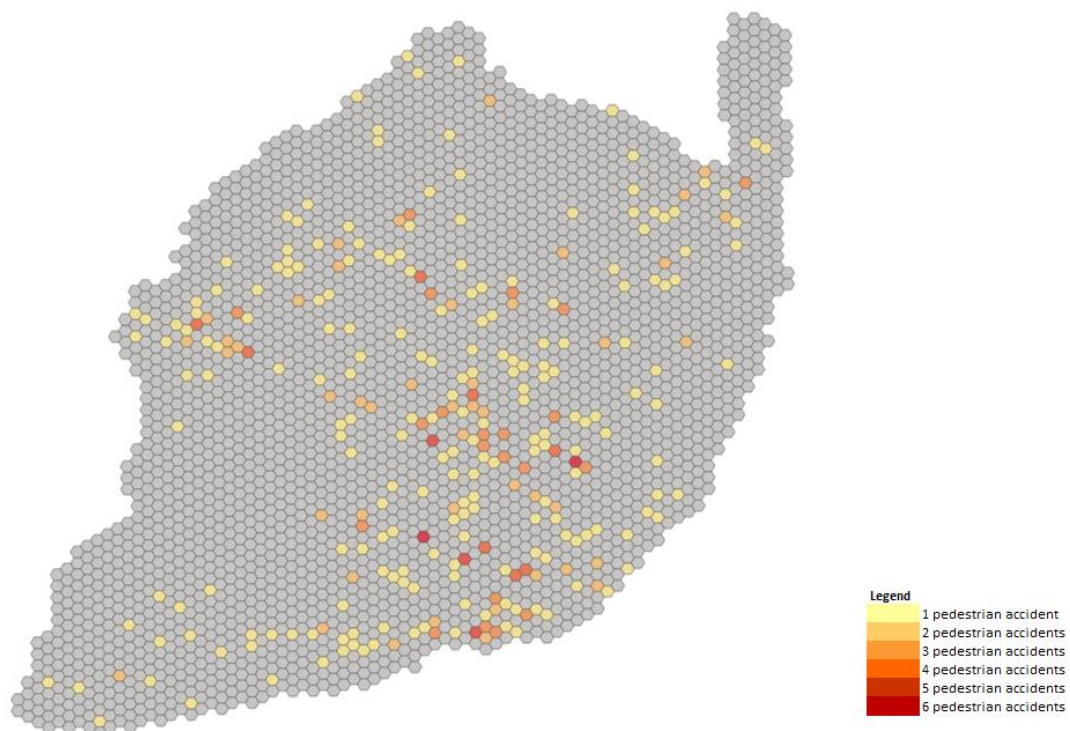 Legend
1 pedestrian accident
2 pedestrian accidents
3 pedestrian accidents
4 pedestrian accidents
5 pedestrian accidents
6 pedestrian accidents